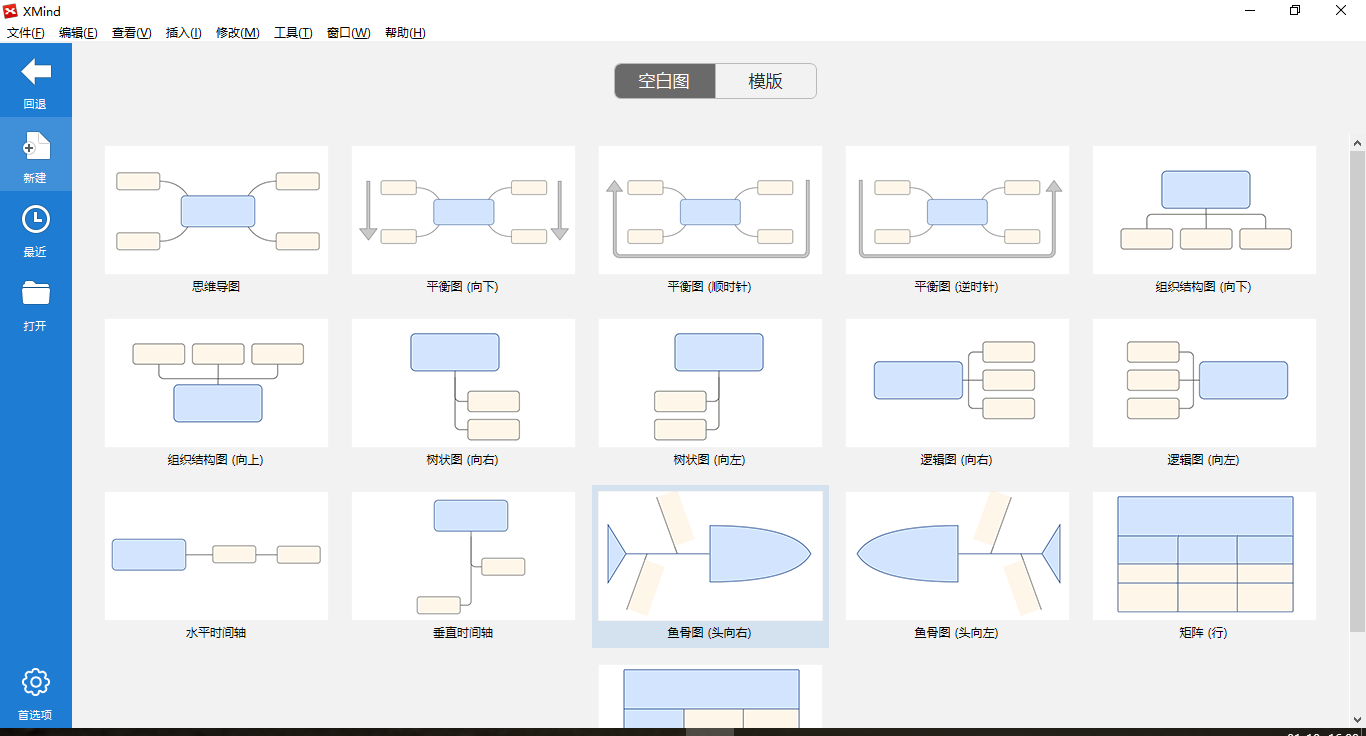 XMind
文件(F) 编辑(E) 查看(V) 插入(I) 修改(M) 工具(T) 窗口(W) 帮助(H)
回退
新建
最近
打开
首选项
空白图 模版
思维导图 平衡图 (向下) 平衡图 (顺时针) 平衡图 (逆时针) 组织结构图 (向下)
组织结构图 (向上) 树状图 (向右) 树状图 (向左) 逻辑图 (向右) 逻辑图 (向左)
水平时间轴 垂直时间轴 鱼骨图 (头向右) 鱼骨图 (头向左) 矩阵 (行)